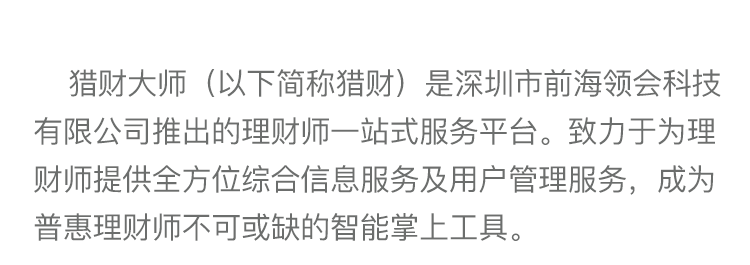 猎财大师（以下简称猎财）是深圳市前海领会科技
有限公司推出的理财师一站式服务平台。致力于为理
财师提供全方位综合信息服务及用户管理服务，成为
普惠理财师不可或缺的智能掌上工具。